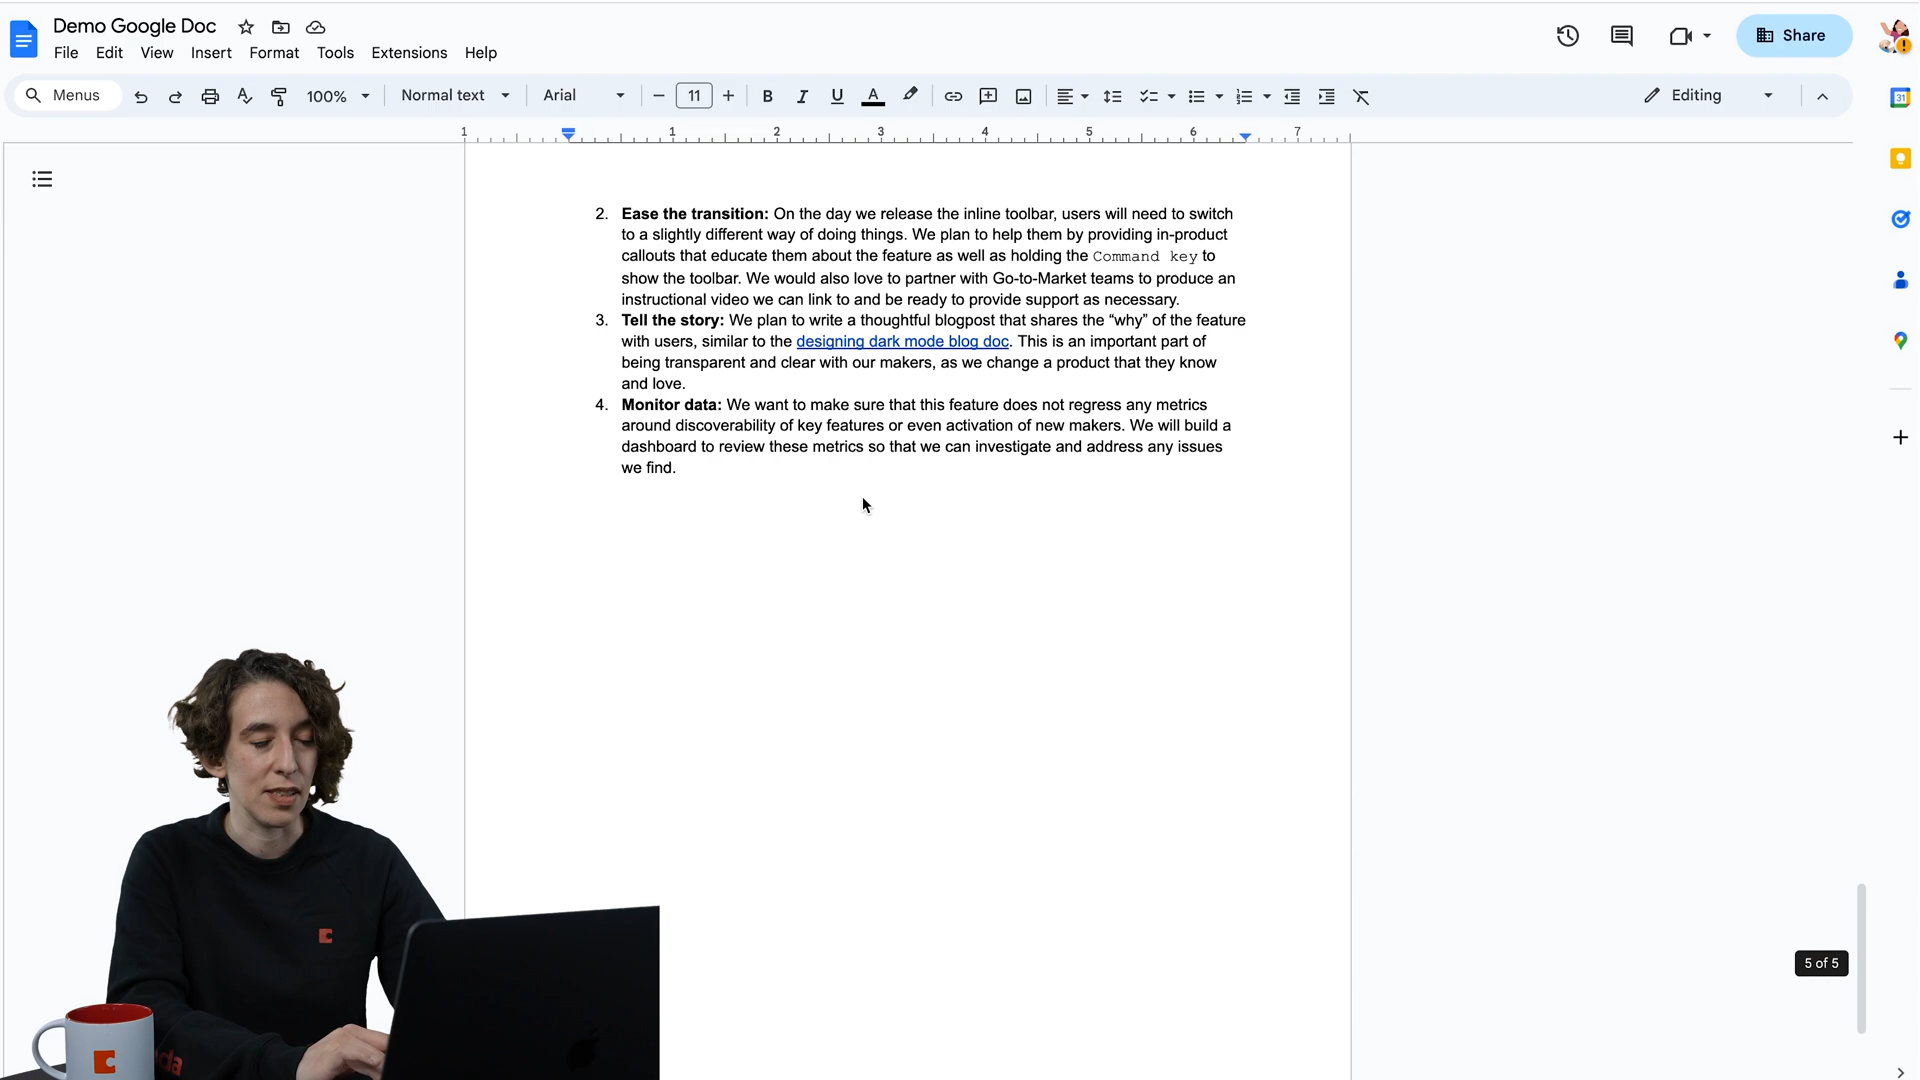 Demo Google Doc
File Edit View Insert Format Tools Extensions Help
Share
Menus 100% Normal text Arial 11 Editing
31
1 1 2 3 4 5 6 7
2. Ease the transition: On the day we release the inline toolbar, users will need to switch
to a slightly different way of doing things. We plan to help them by providing in-product
callouts that educate them about the feature as well as holding the Command key to
show the toolbar. We would also love to partner with Go-to-Market teams to produce an
instructional video we can link to and be ready to provide support as necessary.
3. Tell the story: We plan to write a thoughtful blogpost that shares the “why” of the feature
with users, similar to the designing dark mode blog doc. This is an important part of
being transparent and clear with our makers, as we change a product that they know
and love.
4. Monitor data: We want to make sure that this feature does not regress any metrics
around discoverability of key features or even activation of new makers. We will build a
dashboard to review these metrics so that we can investigate and address any issues
we find.
5 of 5